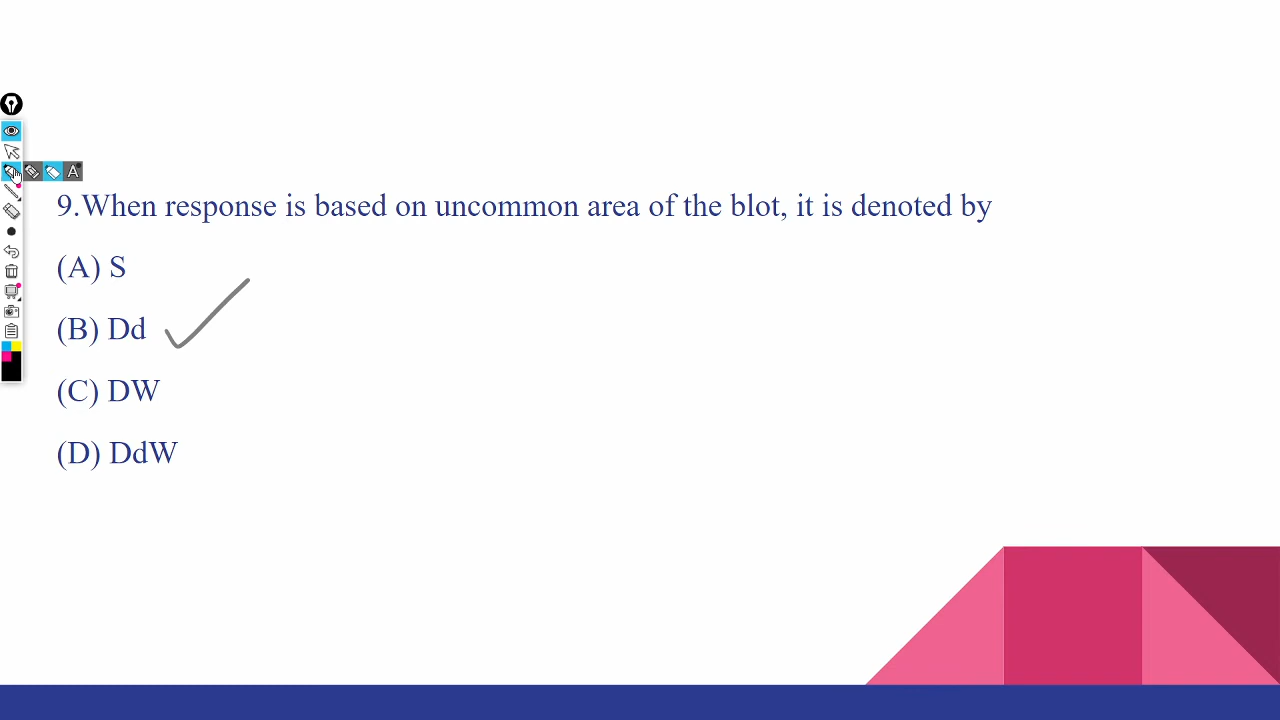 9.When response is based on uncommon area of the blot, it is denoted by
(A) S
(B) Dd
(C) DW
(D) DdW